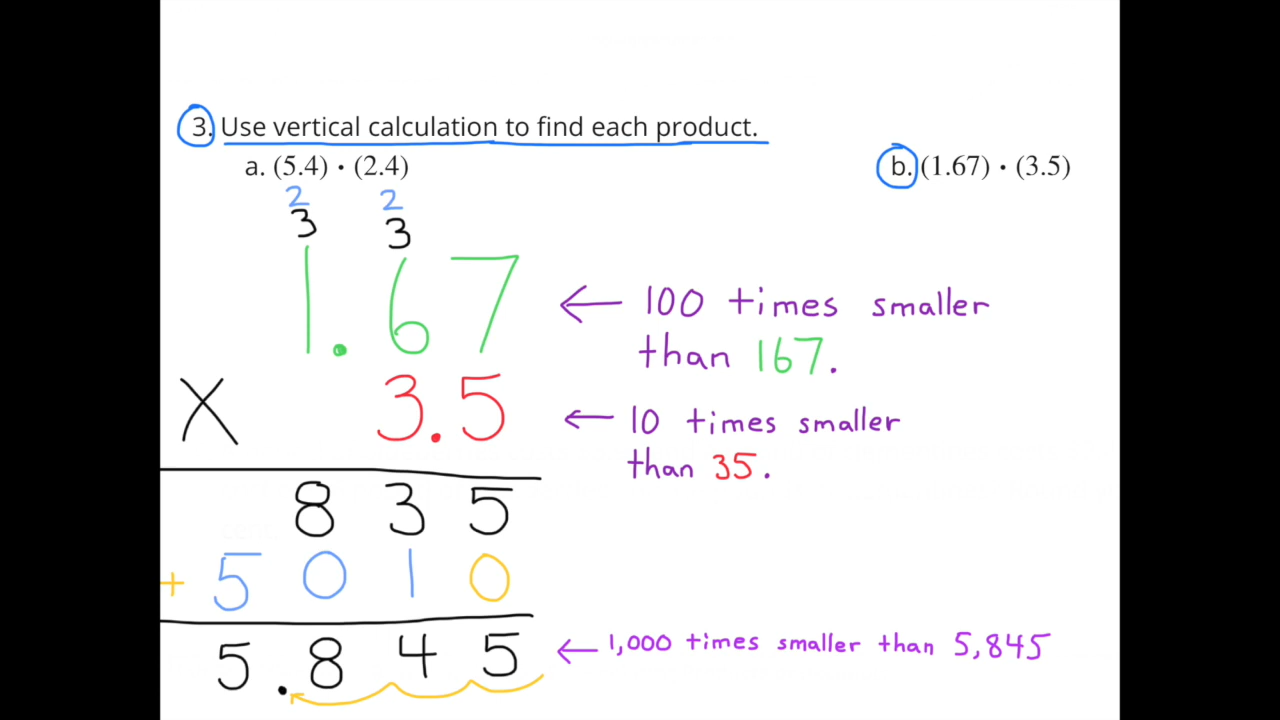 3. Use vertical calculation to find each product.
a. (5.4) · (2.4)
b. (1.67) · (3.5)
2 2
3 3
1.67 ← 100 times smaller
than 167.
X 3.5 ← 10 times smaller
than 35.
835
+ 5010
5.845 ← 1,000 times smaller than 5,845